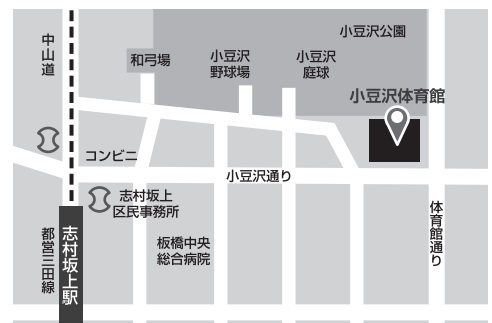 小豆沢公園
中山道
和弓場
小豆沢
野球場
小豆沢
庭球
小豆沢体育館
コンビニ
小豆沢通り
志村坂上
区民事務所
体育館通り
都営三田線
志村坂上駅
板橋中央
総合病院